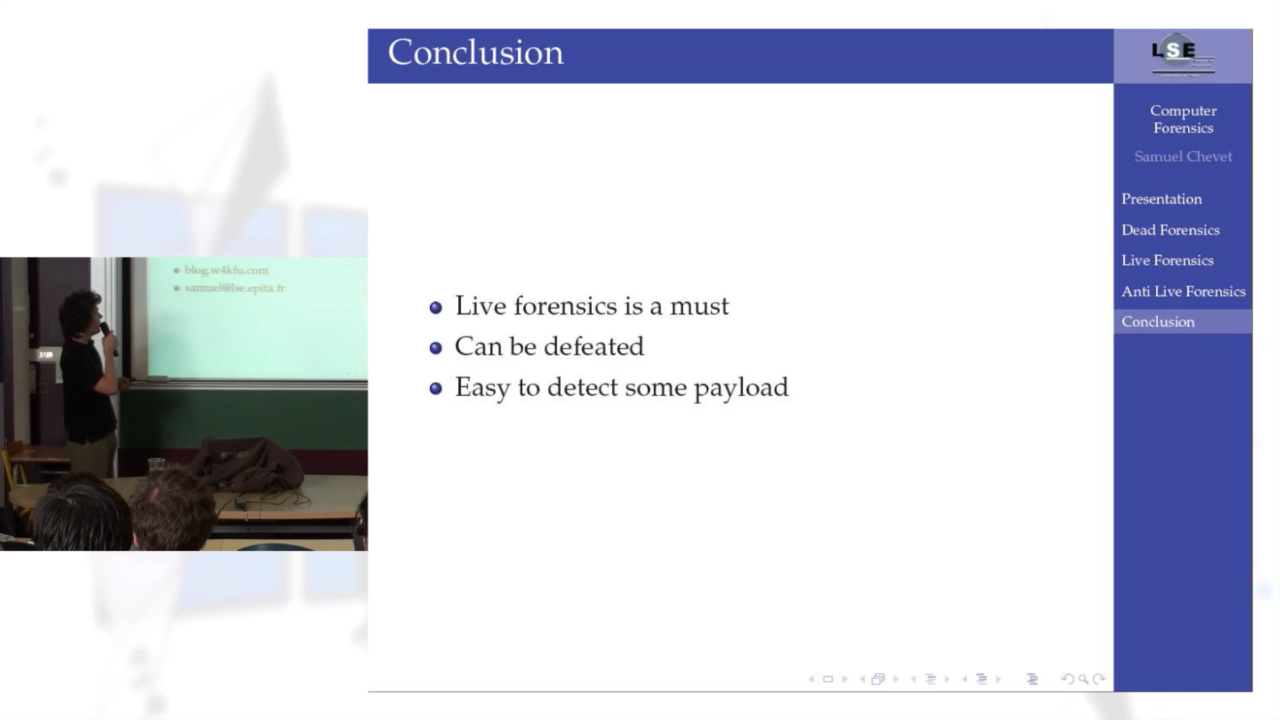 Conclusion
LSE
Computer
Forensics
Samuel Chevet
Presentation
Dead Forensics
Live Forensics
Anti Live Forensics
Conclusion
Live forensics is a must
Can be defeated
Easy to detect some payload
blog.w4kfu.com
samuel@lse.epita.fr